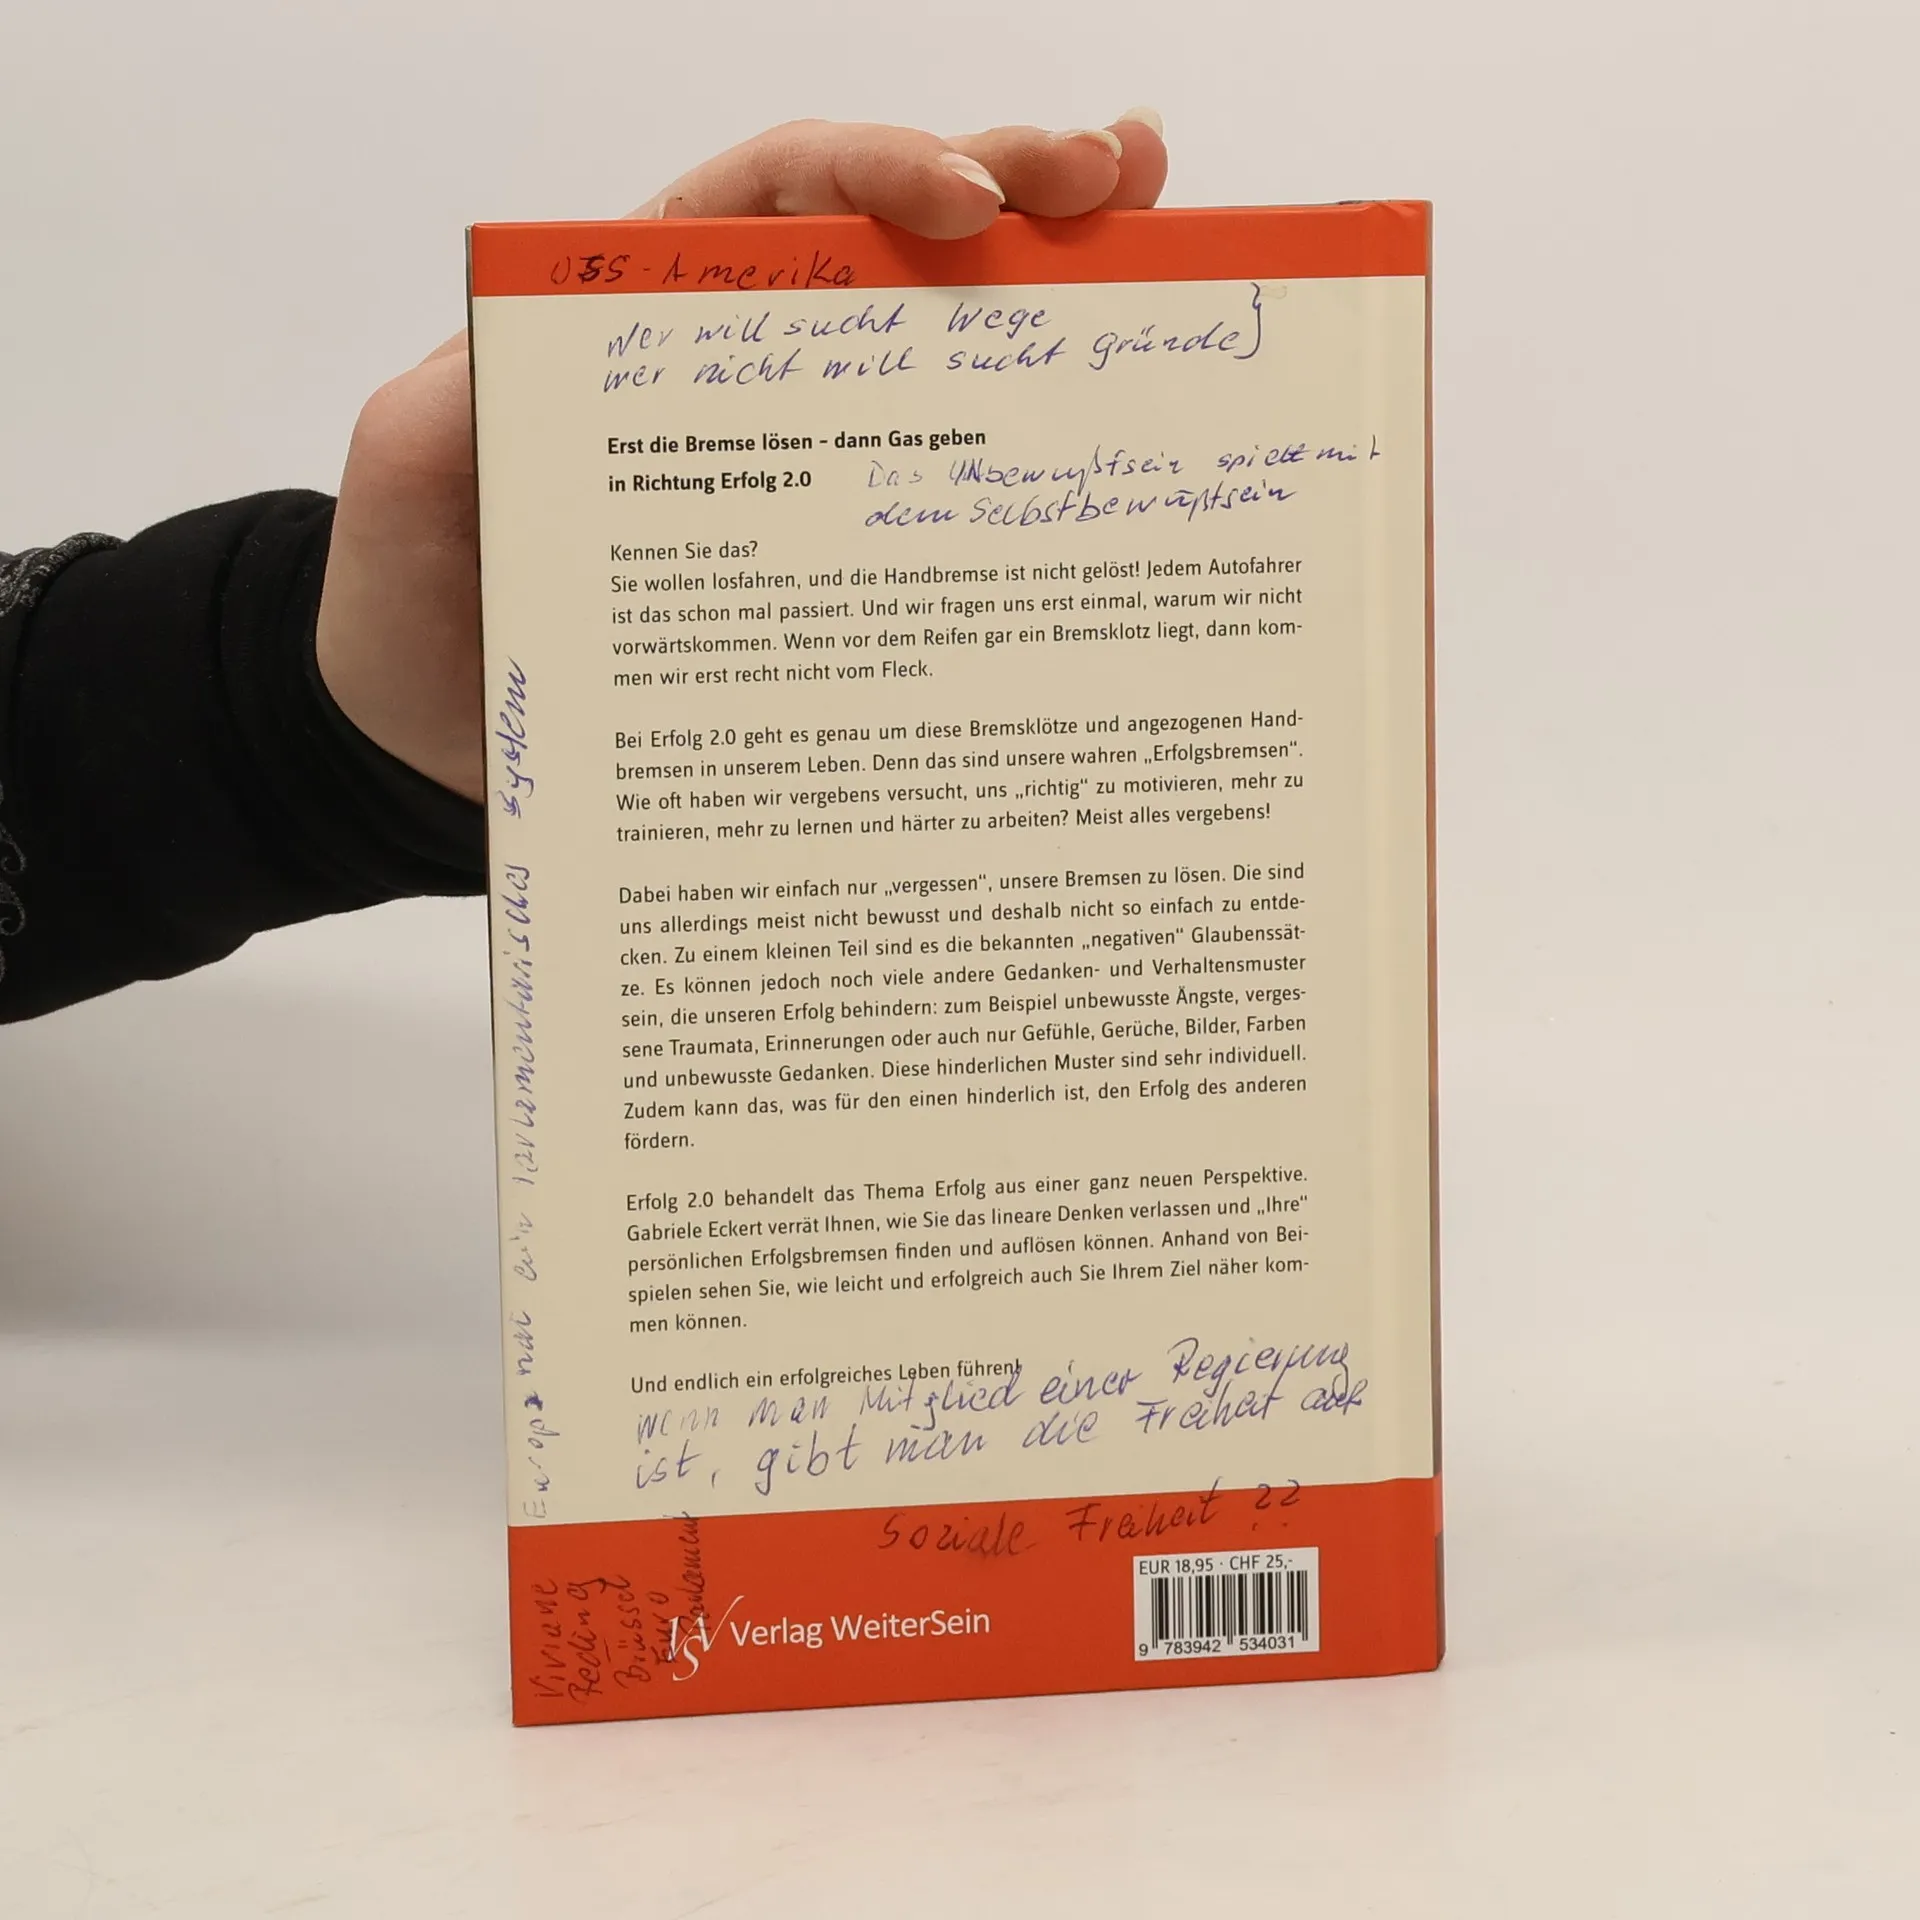 USS - Amerika
Wer will sucht Wege
wer nicht will sucht Gründe}
Erst die Bremse lösen – dann Gas geben
in Richtung Erfolg 2.0
Das UNbewußtsein spielt mit
dem Selbstbewußtsein
Kennen Sie das?
Sie wollen losfahren, und die Handbremse ist nicht gelöst! Jedem Autofahrer
ist das schon mal passiert. Und wir fragen uns erst einmal, warum wir nicht
vorwärtskommen. Wenn vor dem Reifen gar ein Bremsklotz liegt, dann kom-
men wir erst recht nicht vom Fleck.
Bei Erfolg 2.0 geht es genau um diese Bremsklötze und angezogenen Hand-
bremsen in unserem Leben. Denn das sind unsere wahren „Erfolgsbremsen“.
Wie oft haben wir vergebens versucht, uns „richtig“ zu motivieren, mehr zu
trainieren, mehr zu lernen und härter zu arbeiten? Meist alles vergebens!
Dabei haben wir einfach nur „vergessen“, unsere Bremsen zu lösen. Die sind
uns allerdings meist nicht bewusst und deshalb nicht so einfach zu entde-
cken. Zu einem kleinen Teil sind es die bekannten „negativen“ Glaubenssät-
ze. Es können jedoch noch viele andere Gedanken- und Verhaltensmuster
sein, die unseren Erfolg behindern: zum Beispiel unbewusste Ängste, verges-
sene Traumata, Erinnerungen oder auch nur Gefühle, Gerüche, Bilder, Farben
und unbewusste Gedanken. Diese hinderlichen Muster sind sehr individuell.
Zudem kann das, was für den einen hinderlich ist, den Erfolg des anderen
fördern.
Erfolg 2.0 behandelt das Thema Erfolg aus einer ganz neuen Perspektive.
Gabriele Eckert verrät Ihnen, wie Sie das lineare Denken verlassen und „Ihre“
persönlichen Erfolgsbremsen finden und auflösen können. Anhand von Bei-
spielen sehen Sie, wie leicht und erfolgreich auch Sie Ihrem Ziel näher kom-
men können.
Und endlich ein erfolgreiches Leben führen!
wenn man Mitglied einer Regierung
ist, gibt man die Freiheit auf
Soziale Freiheit ??
Europa ein parlamentarisches System
Viviane
Reding
Brüssel
Euro
Parlament
Verlag WeiterSein
EUR 18,95 · CHF 25,-
9 783942 534031